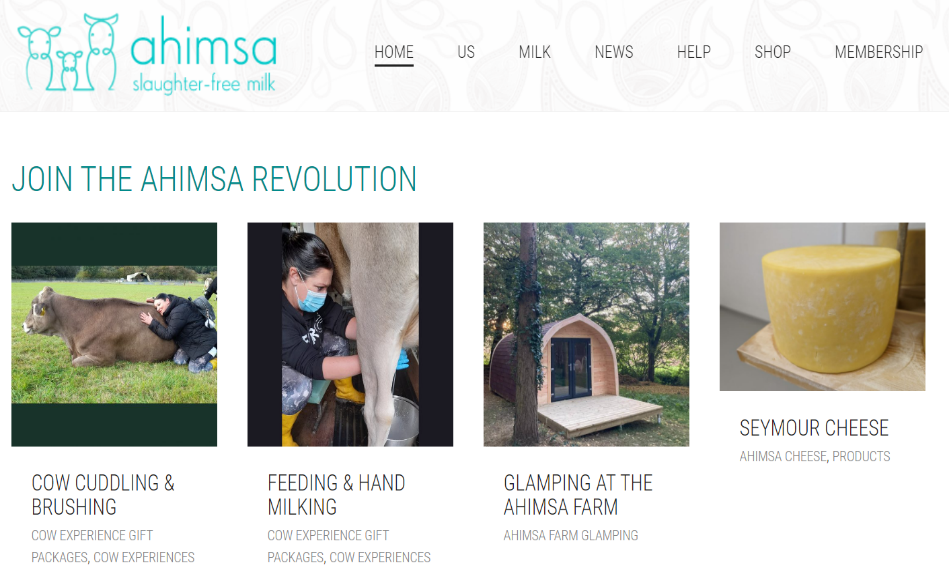 ahimsa
slaughter-free milk
HOME US MILK NEWS HELP SHOP MEMBERSHIP
JOIN THE AHIMSA REVOLUTION
COW CUDDLING &
BRUSHING
COW EXPERIENCE GIFT
PACKAGES, COW EXPERIENCES
FEEDING & HAND
MILKING
COW EXPERIENCE GIFT
PACKAGES, COW EXPERIENCES
GLAMPING AT THE
AHIMSA FARM
AHIMSA FARM GLAMPING
SEYMOUR CHEESE
AHIMSA CHEESE, PRODUCTS